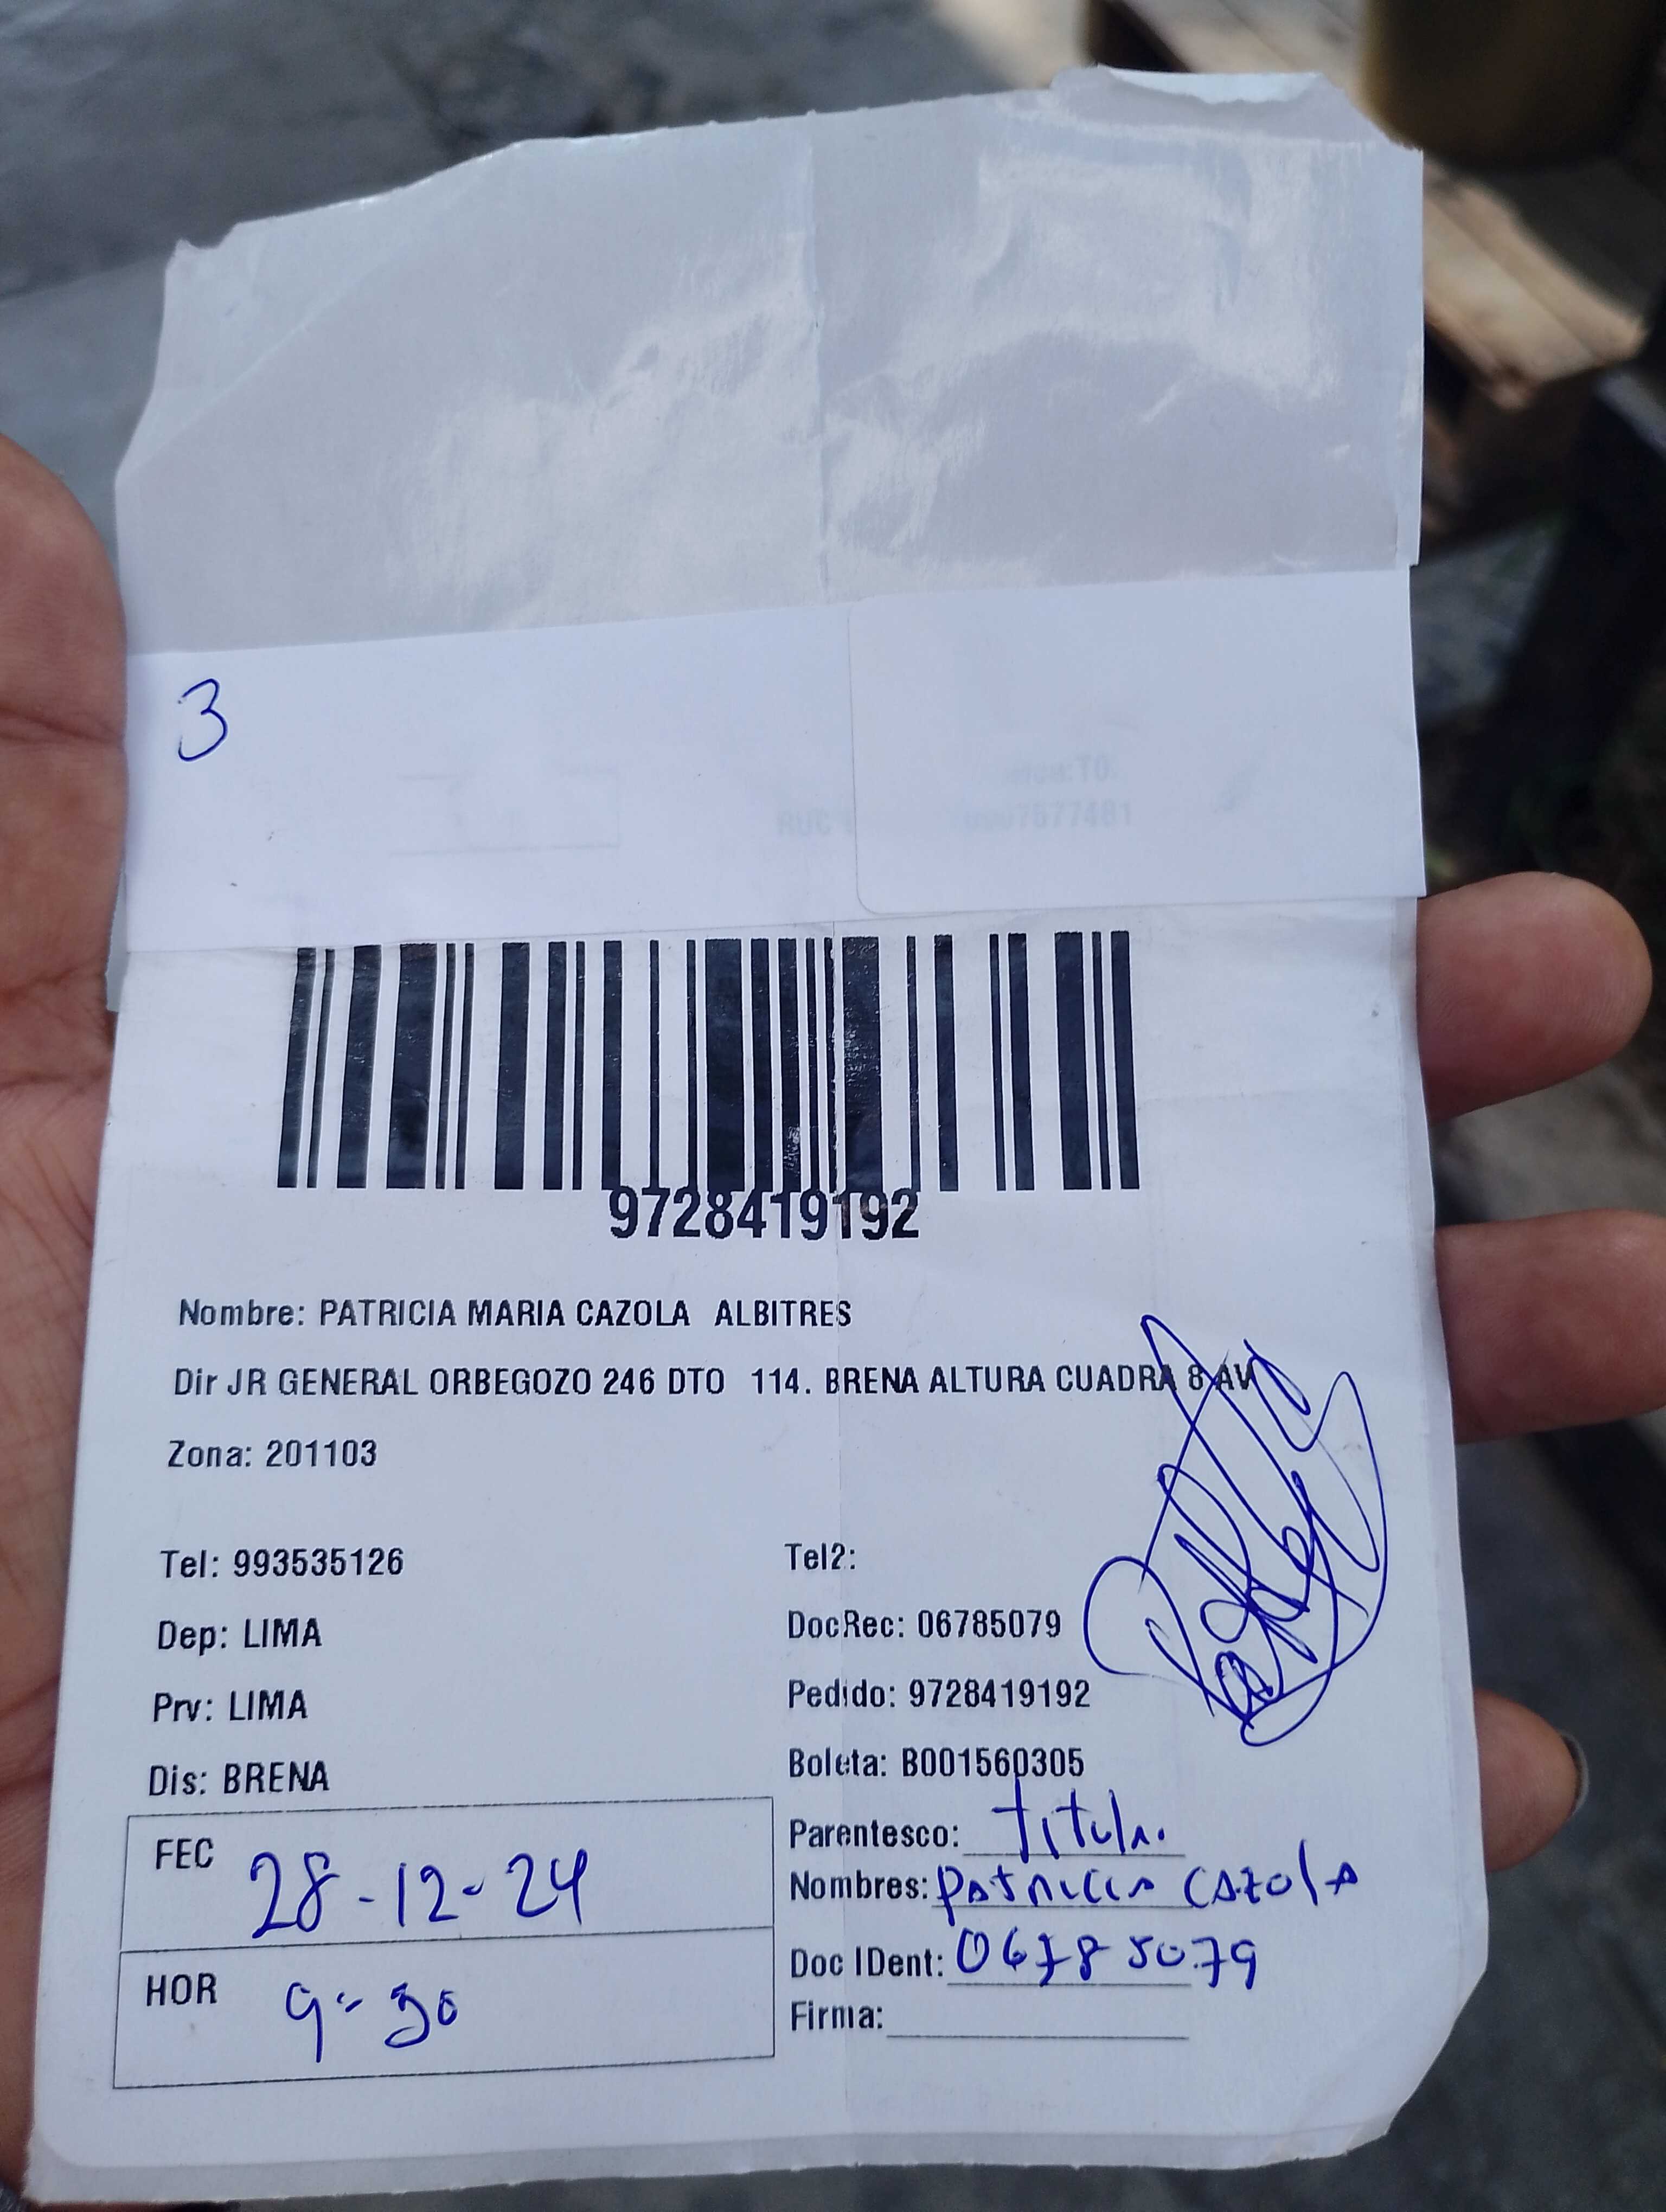 3
9728419192
Nombre: PATRICIA MARIA CAZOLA ALBITRES
Dir JR GENERAL ORBEGOZO 246 DTO 114. BRENA ALTURA CUADRA 8 AV
Zona: 201103
Tel: 993535126 Tel2:
Dep: LIMA DocRec: 06785079
Prv: LIMA Pedido: 9728419192
Dis: BRENA Boleta: B001560305
Parentesco: titular
FEC 28-12-24 Nombres: Patricia Cazola
Doc IDent: 06785079
HOR 9:30 Firma: